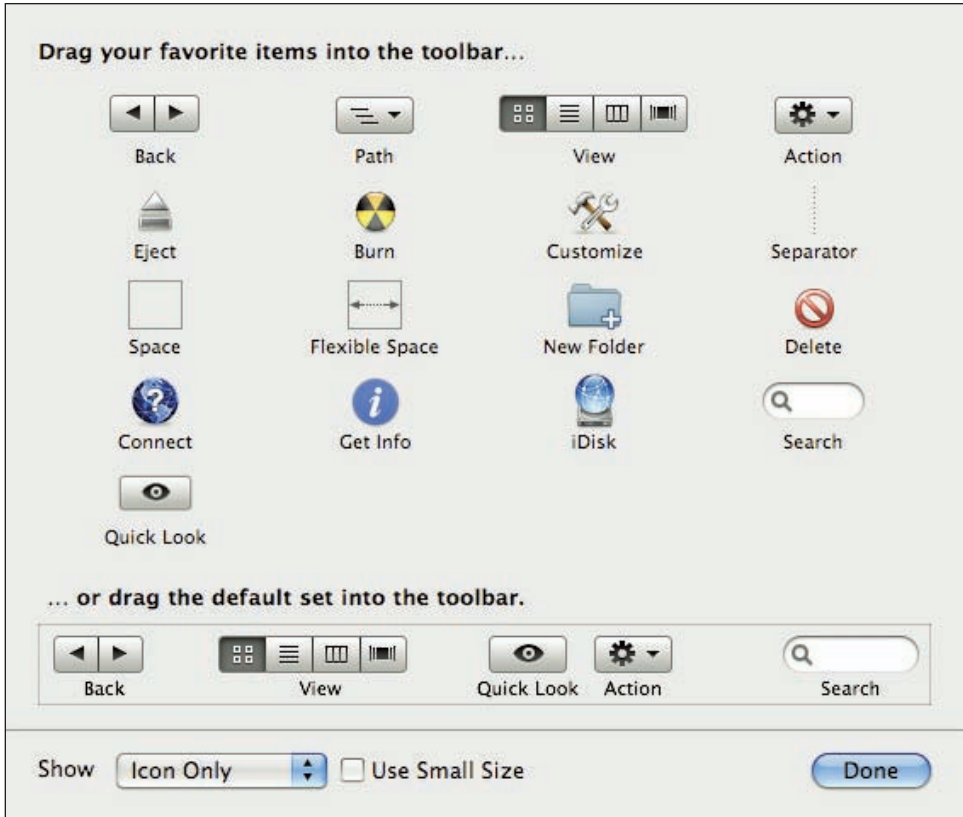 Drag your favorite items into the toolbar...
Back Path View Action
Eject Burn Customize Separator
Space Flexible Space New Folder Delete
Connect Get Info iDisk Search
Quick Look
... or drag the default set into the toolbar.
Back View Quick Look Action Search
Show Icon Only Use Small Size Done